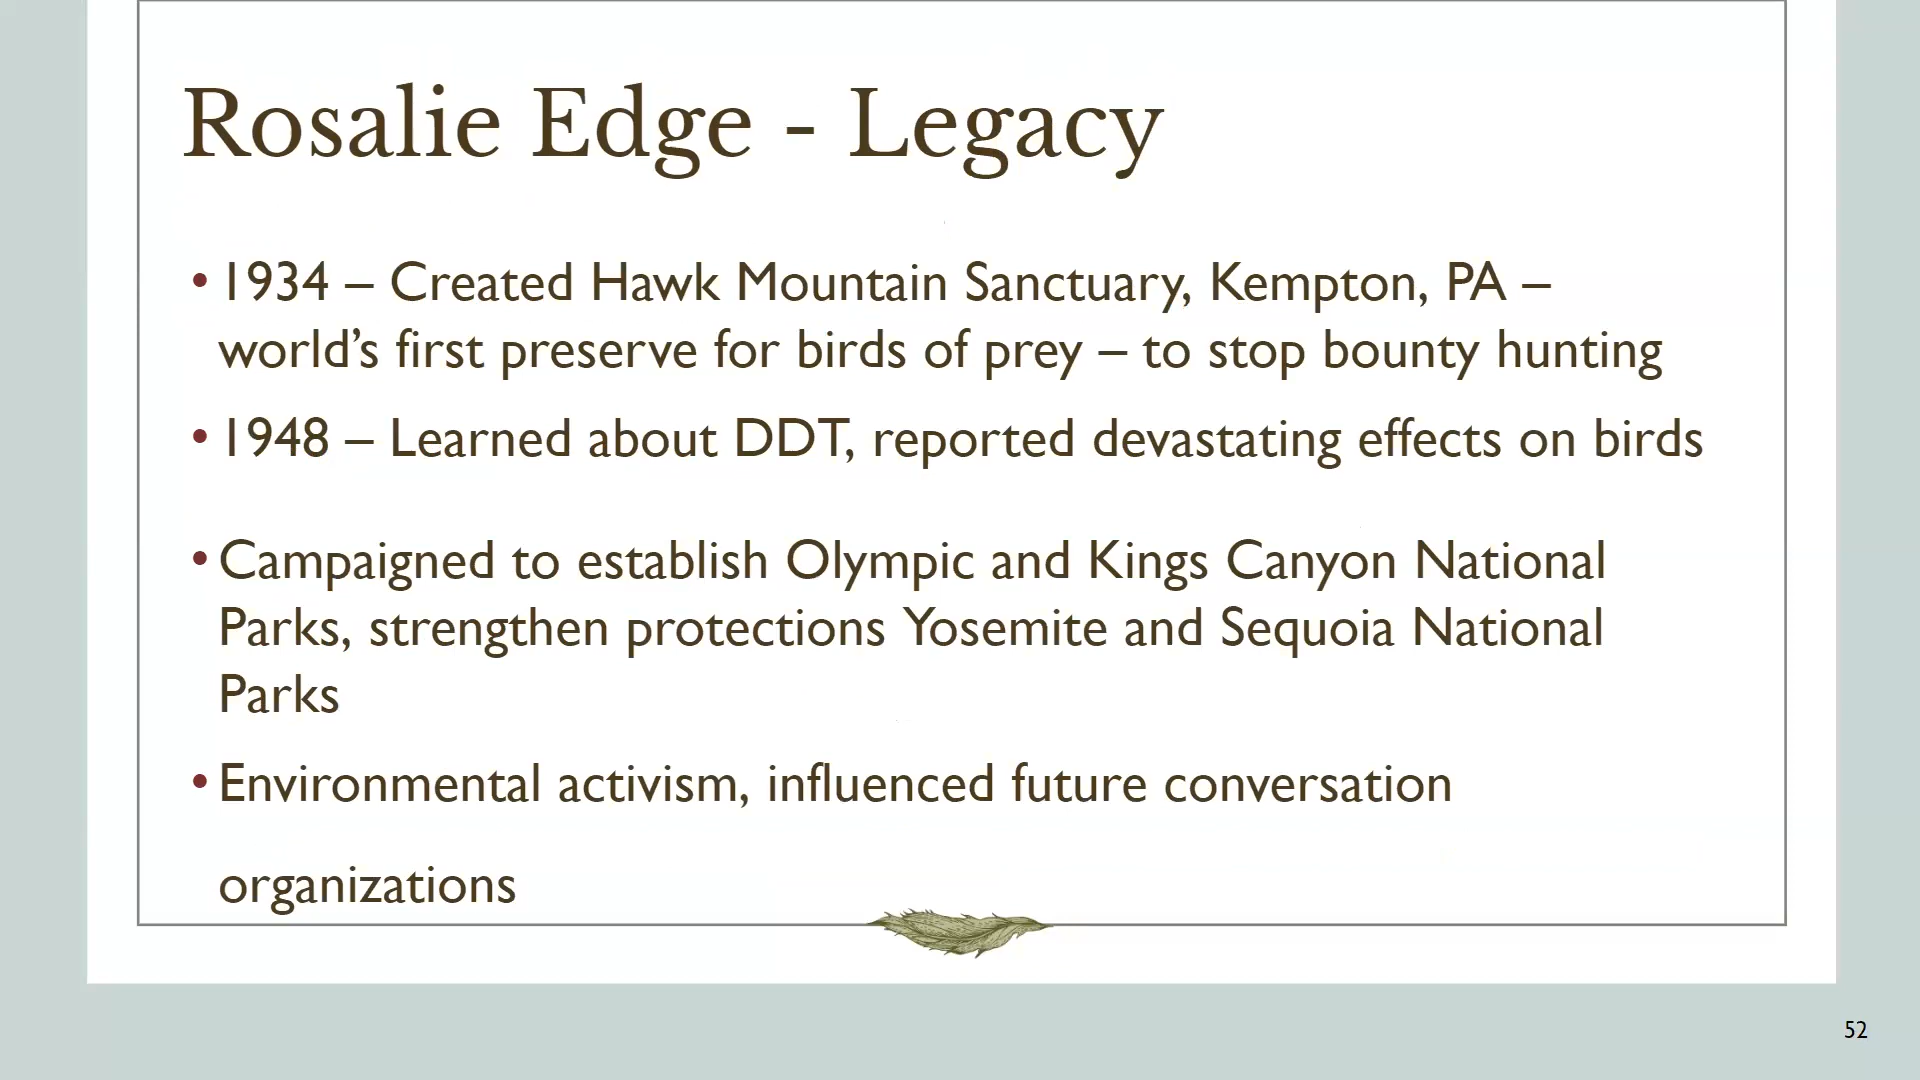 Rosalie Edge - Legacy
• 1934 – Created Hawk Mountain Sanctuary, Kempton, PA –
world’s first preserve for birds of prey – to stop bounty hunting
• 1948 – Learned about DDT, reported devastating effects on birds
• Campaigned to establish Olympic and Kings Canyon National
Parks, strengthen protections Yosemite and Sequoia National
Parks
• Environmental activism, influenced future conversation
organizations
52